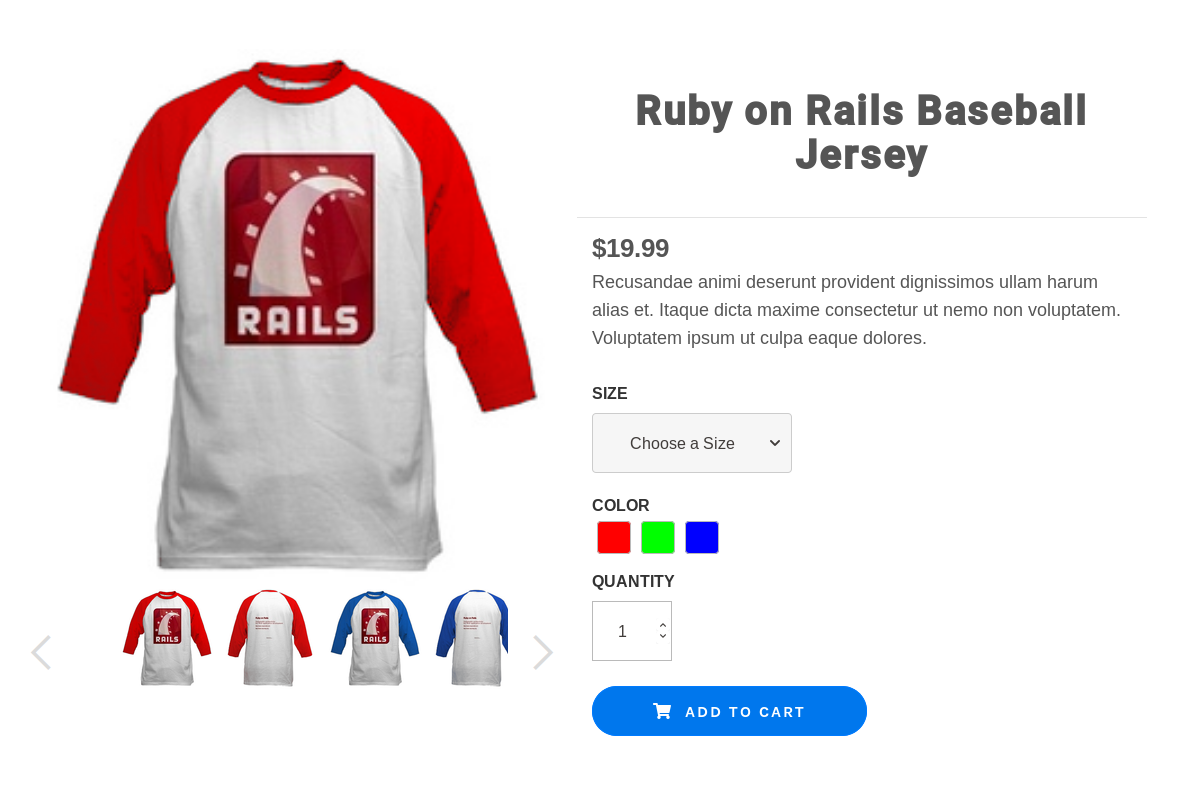 RAILS
RAILS
RAILS
Ruby on Rails Baseball
Jersey
$19.99
Recusandae animi deserunt provident dignissimos ullam harum
alias et. Itaque dicta maxime consectetur ut nemo non voluptatem.
Voluptatem ipsum ut culpa eaque dolores.
SIZE
Choose a Size
COLOR
QUANTITY
1
ADD TO CART